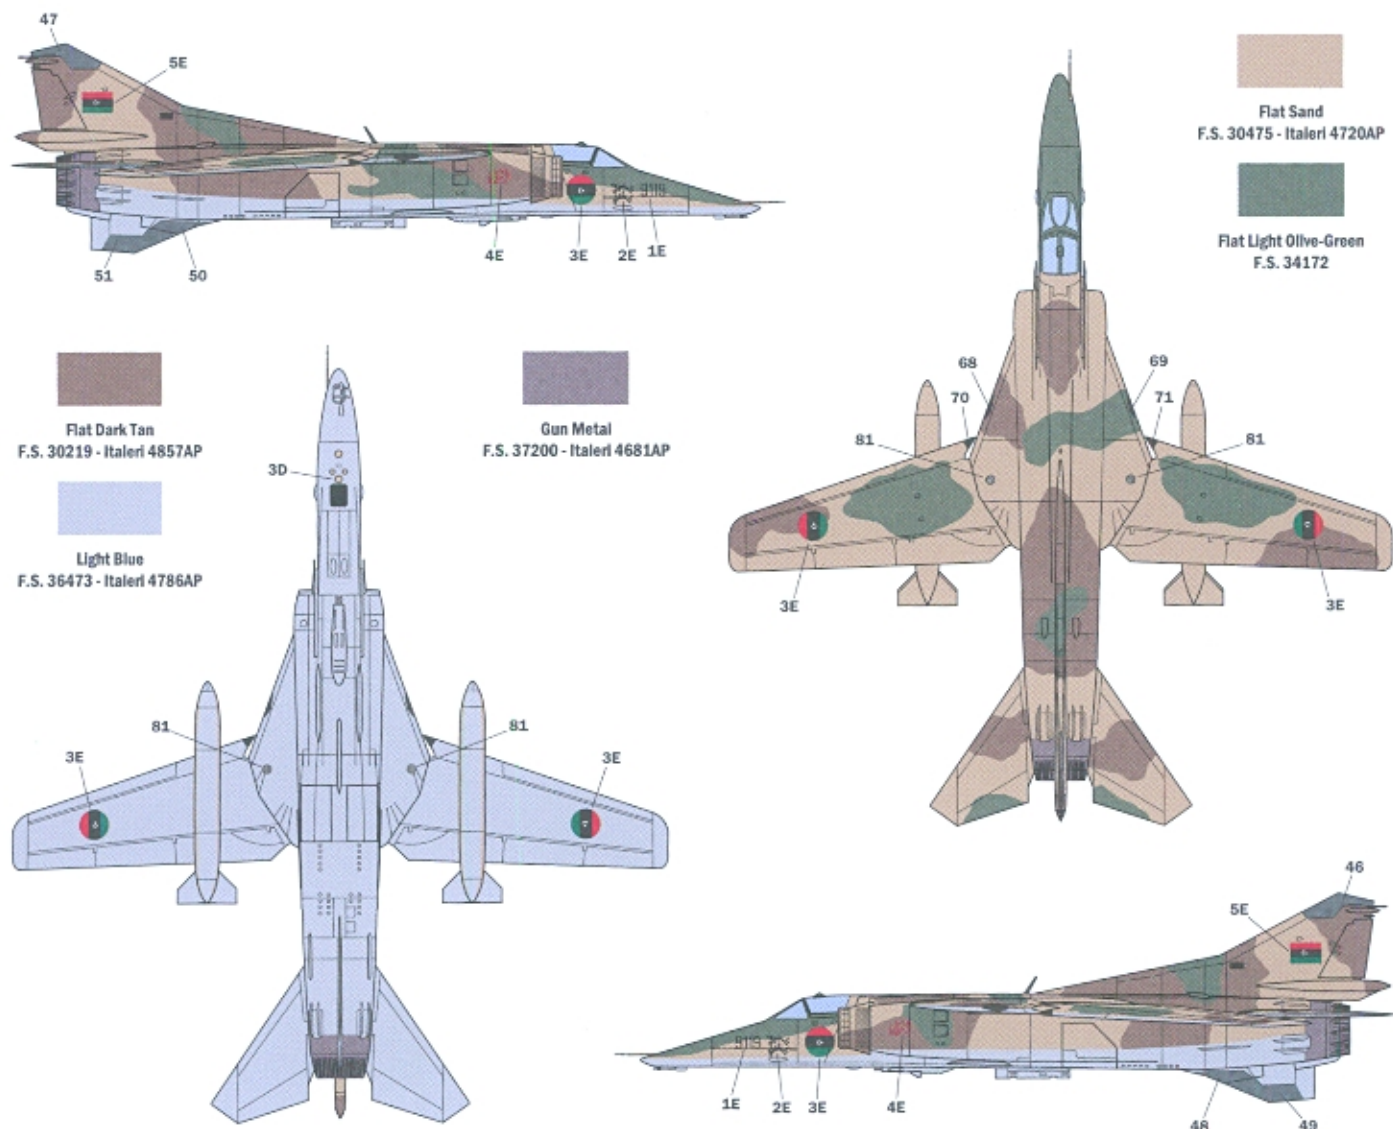 47
5E
4E
3E
2E
1E
51
50
9119
Flat Sand
F.S. 30475 - Italeri 4720AP
Flat Light Olive-Green
F.S. 34172
Flat Dark Tan
F.S. 30219 - Italeri 4857AP
Light Blue
F.S. 36473 - Italeri 4786AP
Gun Metal
F.S. 37200 - Italeri 4681AP
3D
81
81
3E
3E
68
69
70
71
81
81
3E
3E
46
5E
9119
1E
2E
3E
4E
48
49